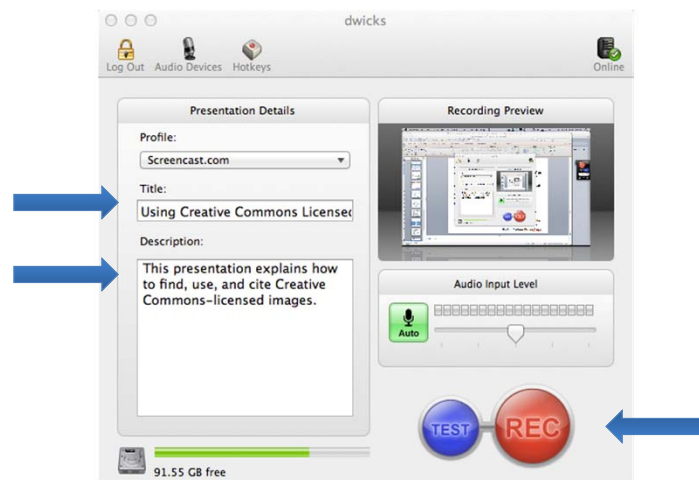 dwicks
Log Out Audio Devices Hotkeys Online
Presentation Details
Profile:
Screencast.com
Title:
Using Creative Commons Licensed
Description:
This presentation explains how
to find, use, and cite Creative
Commons-licensed images.
91.55 GB free
Recording Preview
Audio Input Level
Auto
TEST REC